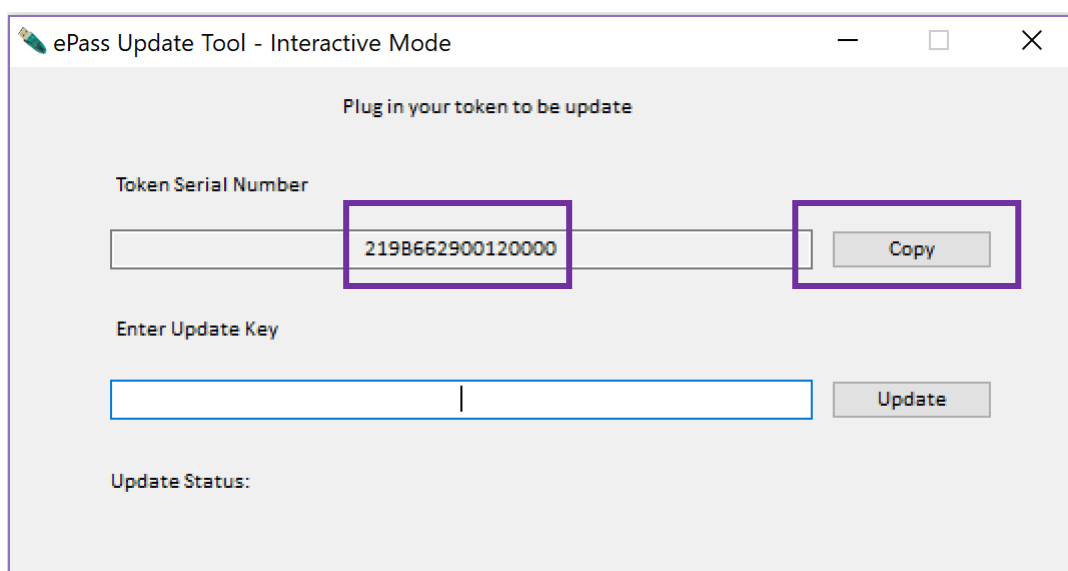 ePass Update Tool - Interactive Mode
Plug in your token to be update
Token Serial Number
219B662900120000 Copy
Enter Update Key
Update
Update Status: